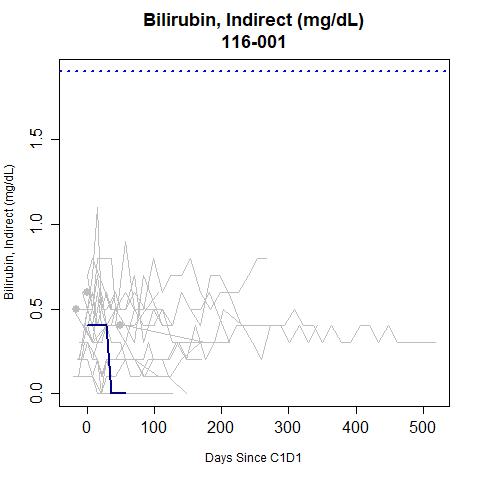 Bilirubin, Indirect (mg/dL)
116-001
Bilirubin, Indirect (mg/dL)
1.5
1.0
0.5
0.0
0 100 200 300 400 500
Days Since C1D1